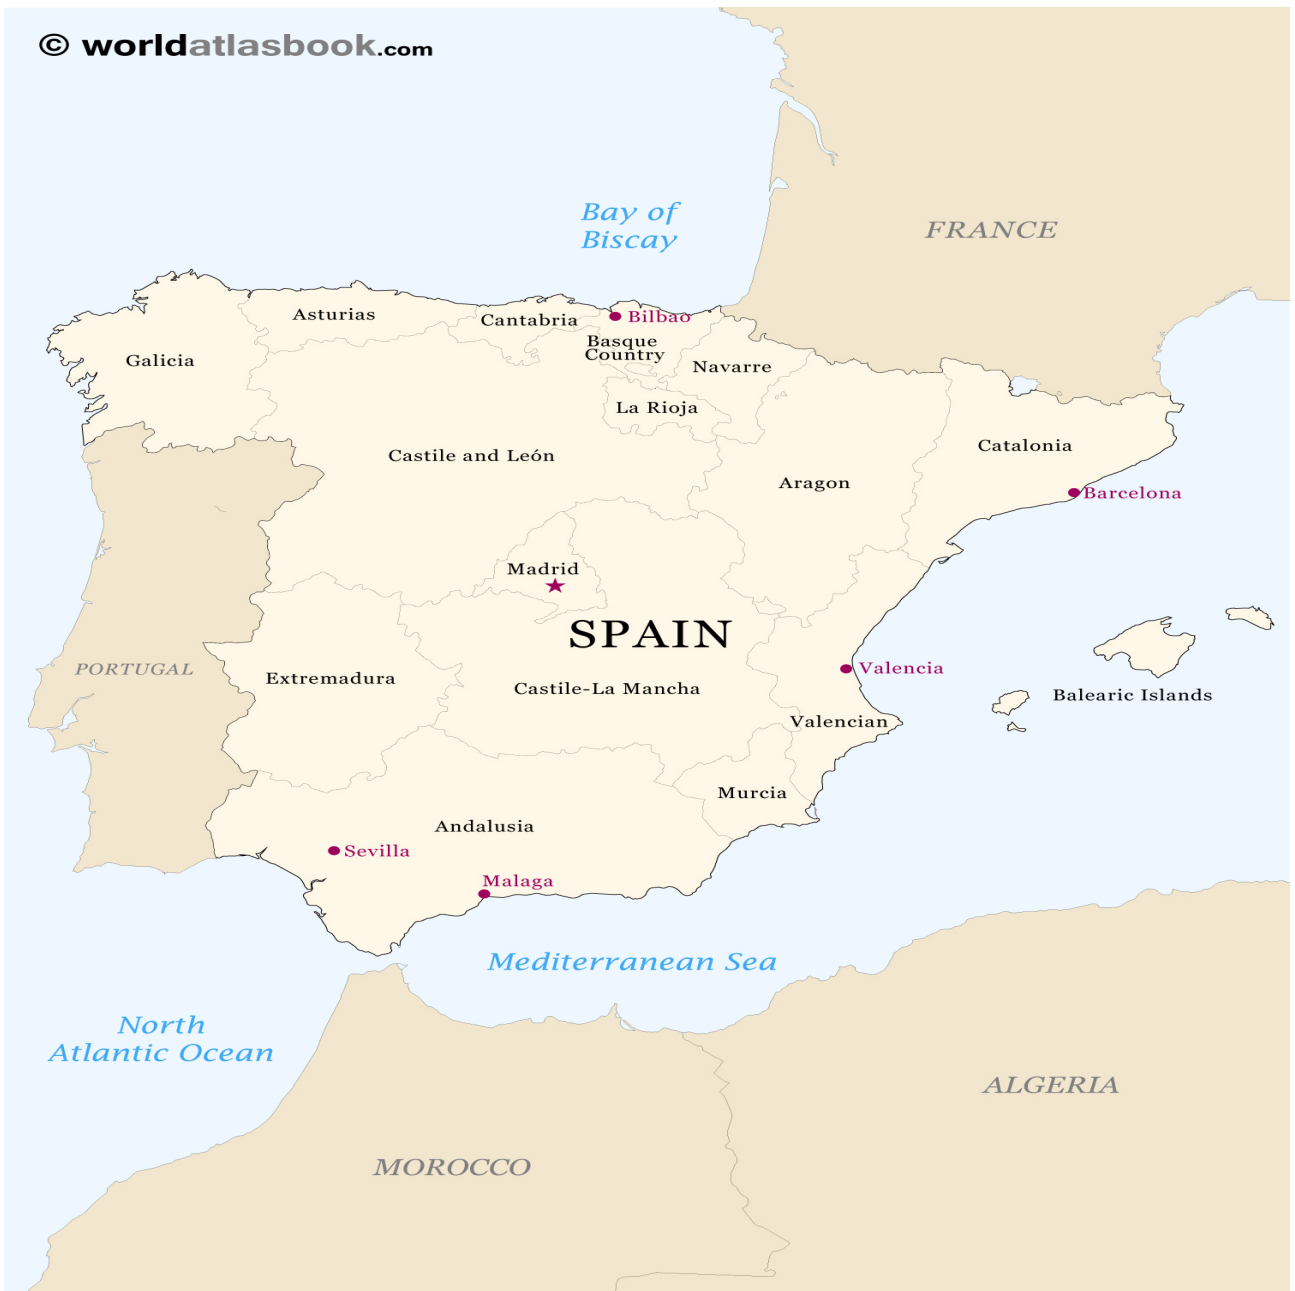 © worldatlasbook.com
Bay of
Biscay
FRANCE
Asturias
Cantabria
Bilbao
Basque
Country
Galicia
Navarre
La Rioja
Catalonia
Castile and León
Aragon
Barcelona
Madrid
SPAIN
PORTUGAL
Extremadura
Castile-La Mancha
Valencia
Balearic Islands
Valencian
Murcia
Andalusia
Sevilla
Malaga
Mediterranean Sea
North
Atlantic Ocean
ALGERIA
MOROCCO